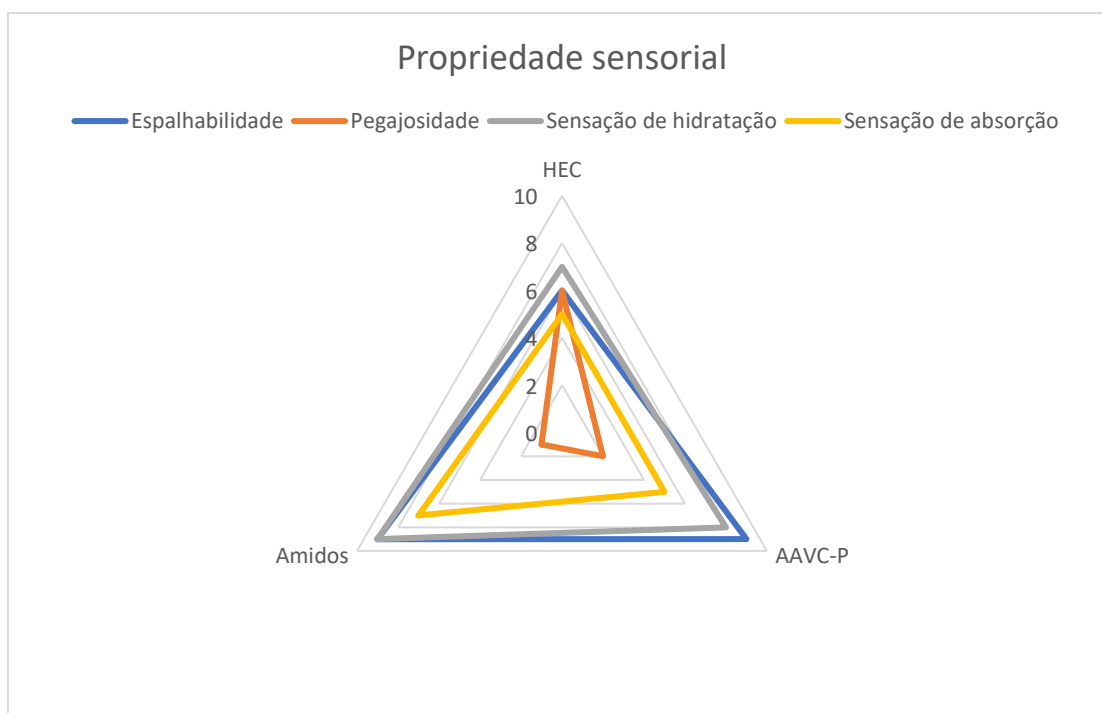 Propriedade sensorial
Espalhabilidade Pegajosidade Sensação de hidratação Sensação de absorção
HEC
10
8
6
4
2
0
Amidos AAVC-P